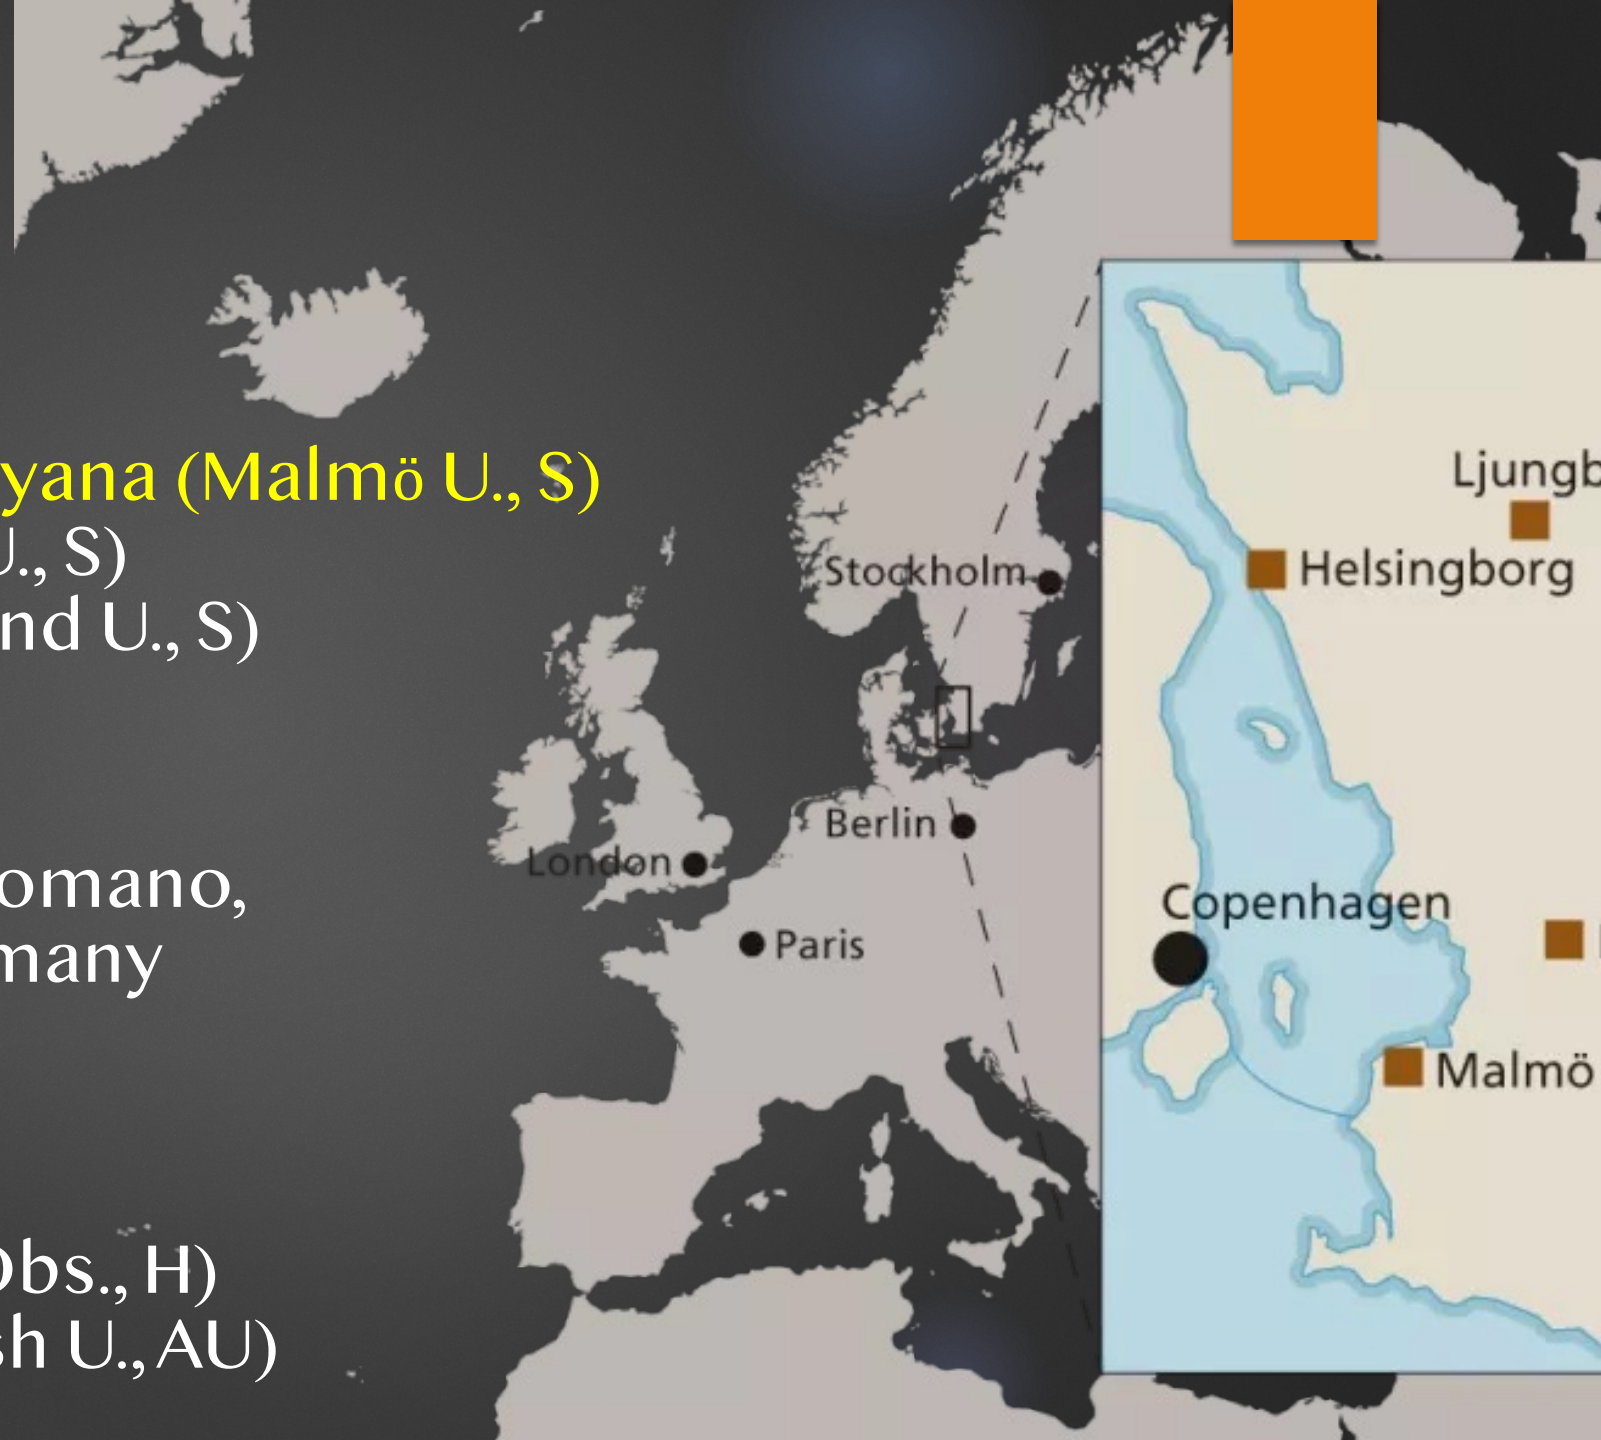 yana (Malmö U., S)
U., S)
nd U., S)
omano,
many
Obs., H)
sh U., AU)
Stockholm
Berlin
London
Paris
Ljungb
Helsingborg
Copenhagen
Malmö